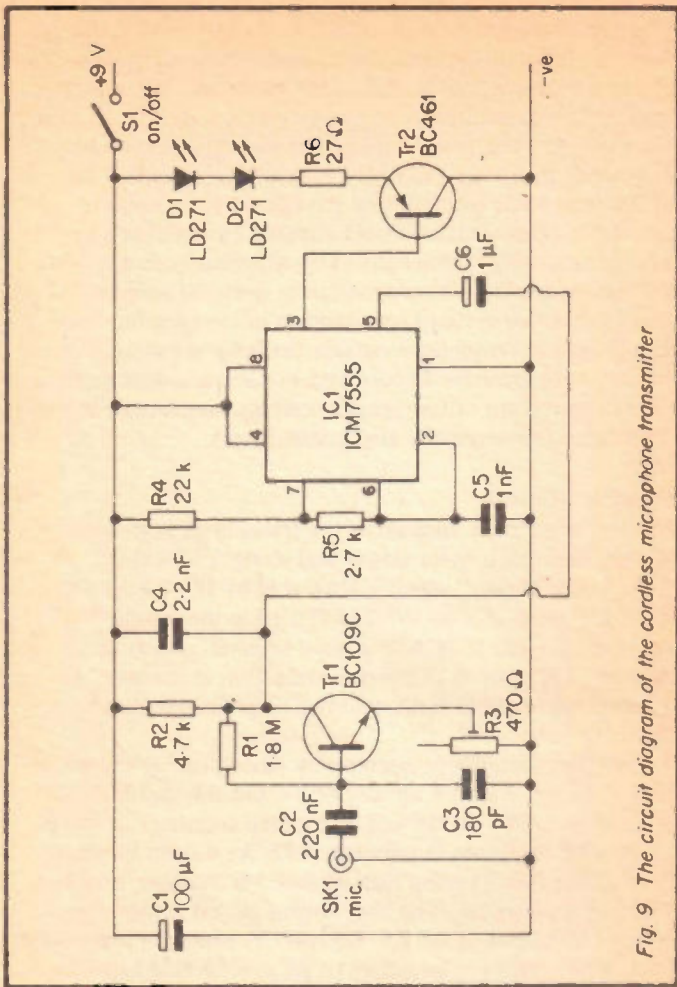 +9 V
S1
on/off
D1
LD271
D2
LD271
R6
27Ω
Tr2
BC461
C6
1 µF
3
5
8
4
1
2
7
6
IC1
ICM7555
R4
22 k
R5
2·7 k
C5
1nF
C4
2·2 nF
R2
4·7 k
R1
1·8 M
Tr1
BC109C
R3
470 Ω
C2
220 nF
C3
180
pF
SK1
mic.
C1
100 µF
-ve
Fig. 9 The circuit diagram of the cordless microphone transmitter